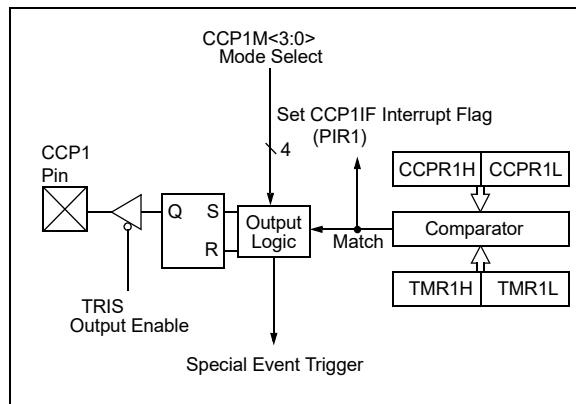 CCP1M<3:0>
Mode Select
Set CCP1IF Interrupt Flag
(PIR1)
4
CCP1
Pin
CCPR1H CCPR1L
Q S
R
Output
Logic
Match
Comparator
TMR1H TMR1L
TRIS
Output Enable
Special Event Trigger